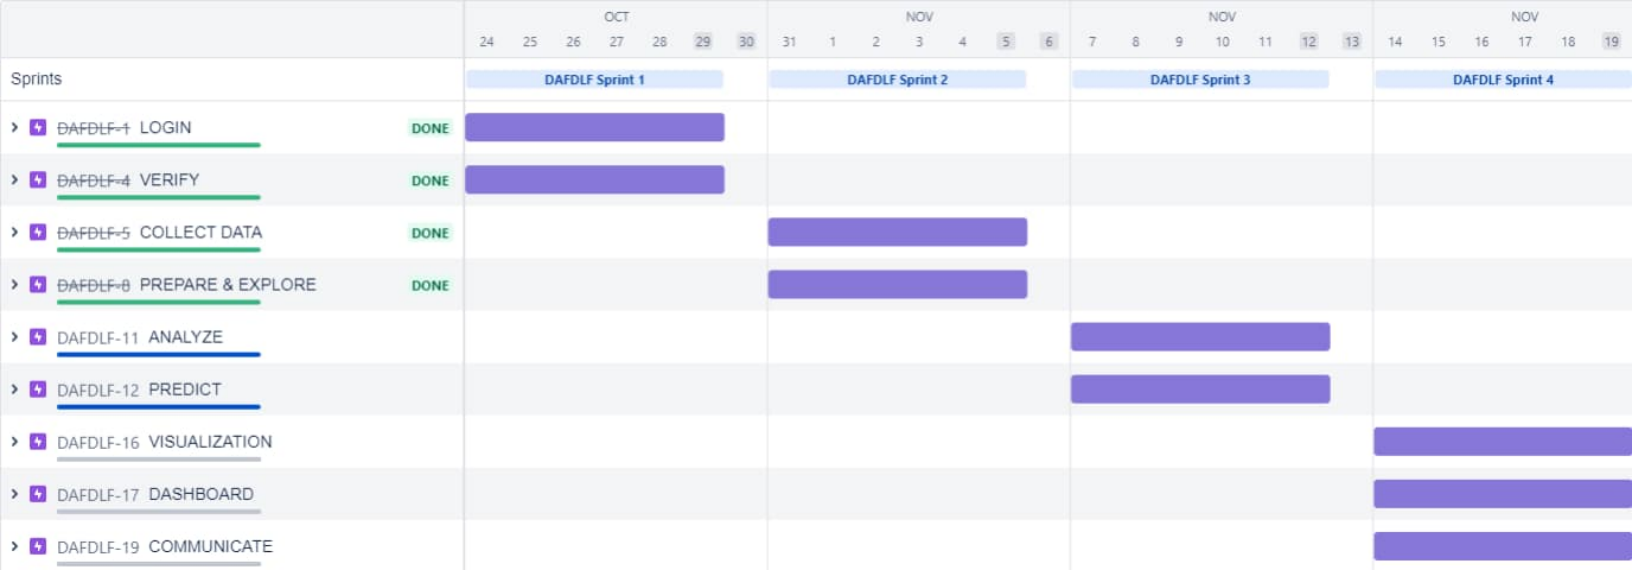 OCT NOV NOV NOV
24 25 26 27 28 29 30 31 1 2 3 4 5 6 7 8 9 10 11 12 13 14 15 16 17 18 19
Sprints DAFDLF Sprint 1 DAFDLF Sprint 2 DAFDLF Sprint 3 DAFDLF Sprint 4
DAFDLF-1 LOGIN DONE
DAFDLF-4 VERIFY DONE
DAFDLF-5 COLLECT DATA DONE
DAFDLF-8 PREPARE & EXPLORE DONE
DAFDLF-11 ANALYZE
DAFDLF-12 PREDICT
DAFDLF-16 VISUALIZATION
DAFDLF-17 DASHBOARD
DAFDLF-19 COMMUNICATE